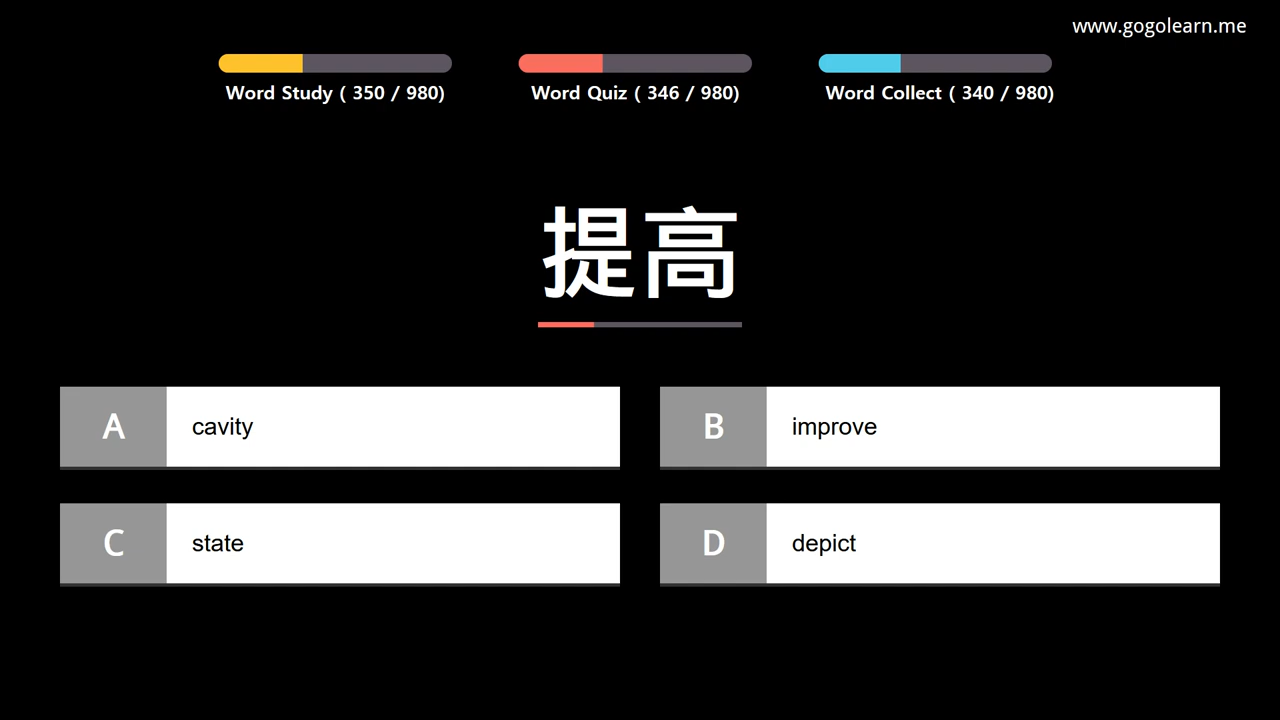 www.gogolearn.me
Word Study ( 350 / 980)
Word Quiz ( 346 / 980)
Word Collect ( 340 / 980)
提高
A cavity
B improve
C state
D depict